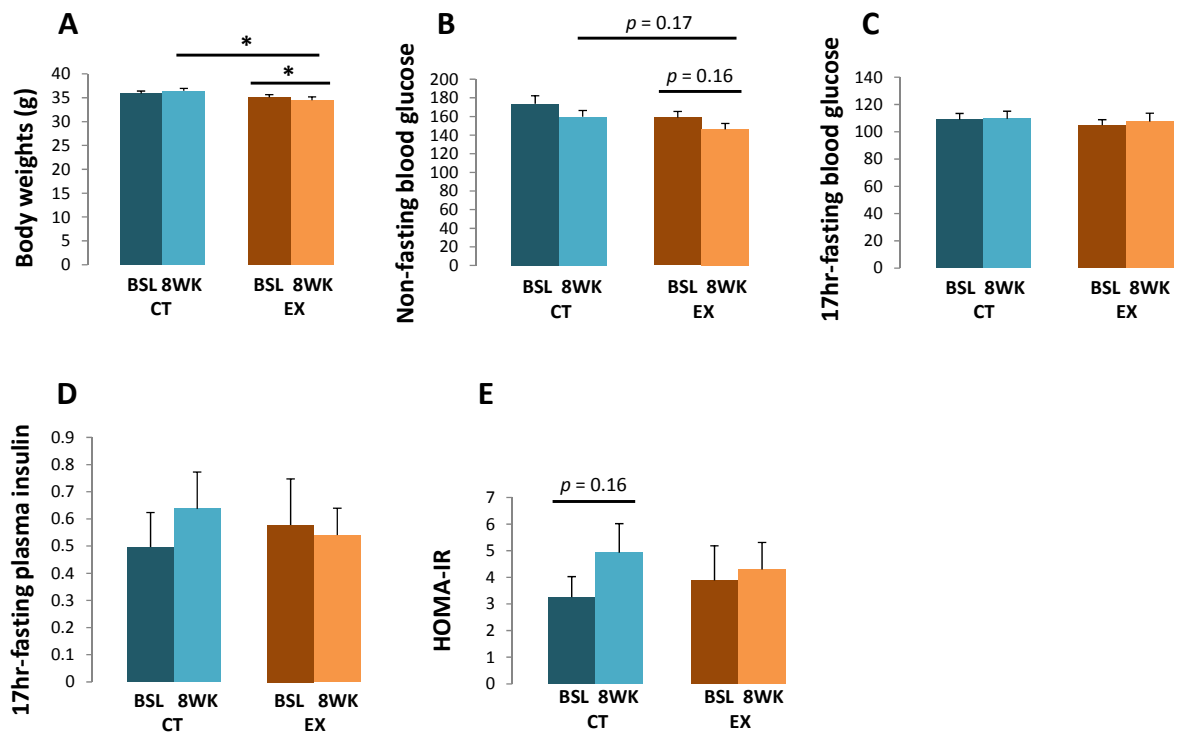 A
*
*
Body weights (g)
40
35
30
25
20
15
10
5
0
BSL 8WK
CT
BSL 8WK
EX
B
p = 0.17
p = 0.16
Non-fasting blood glucose
200
180
160
140
120
100
80
60
40
20
0
BSL 8WK
CT
BSL 8WK
EX
C
17hr-fasting blood glucose
140
120
100
80
60
40
20
0
BSL 8WK
CT
BSL 8WK
EX
D
17hr-fasting plasma insulin
0.9
0.8
0.7
0.6
0.5
0.4
0.3
0.2
0.1
0
BSL 8WK
CT
BSL 8WK
EX
E
p = 0.16
HOMA-IR
7
6
5
4
3
2
1
0
BSL 8WK
CT
BSL 8WK
EX